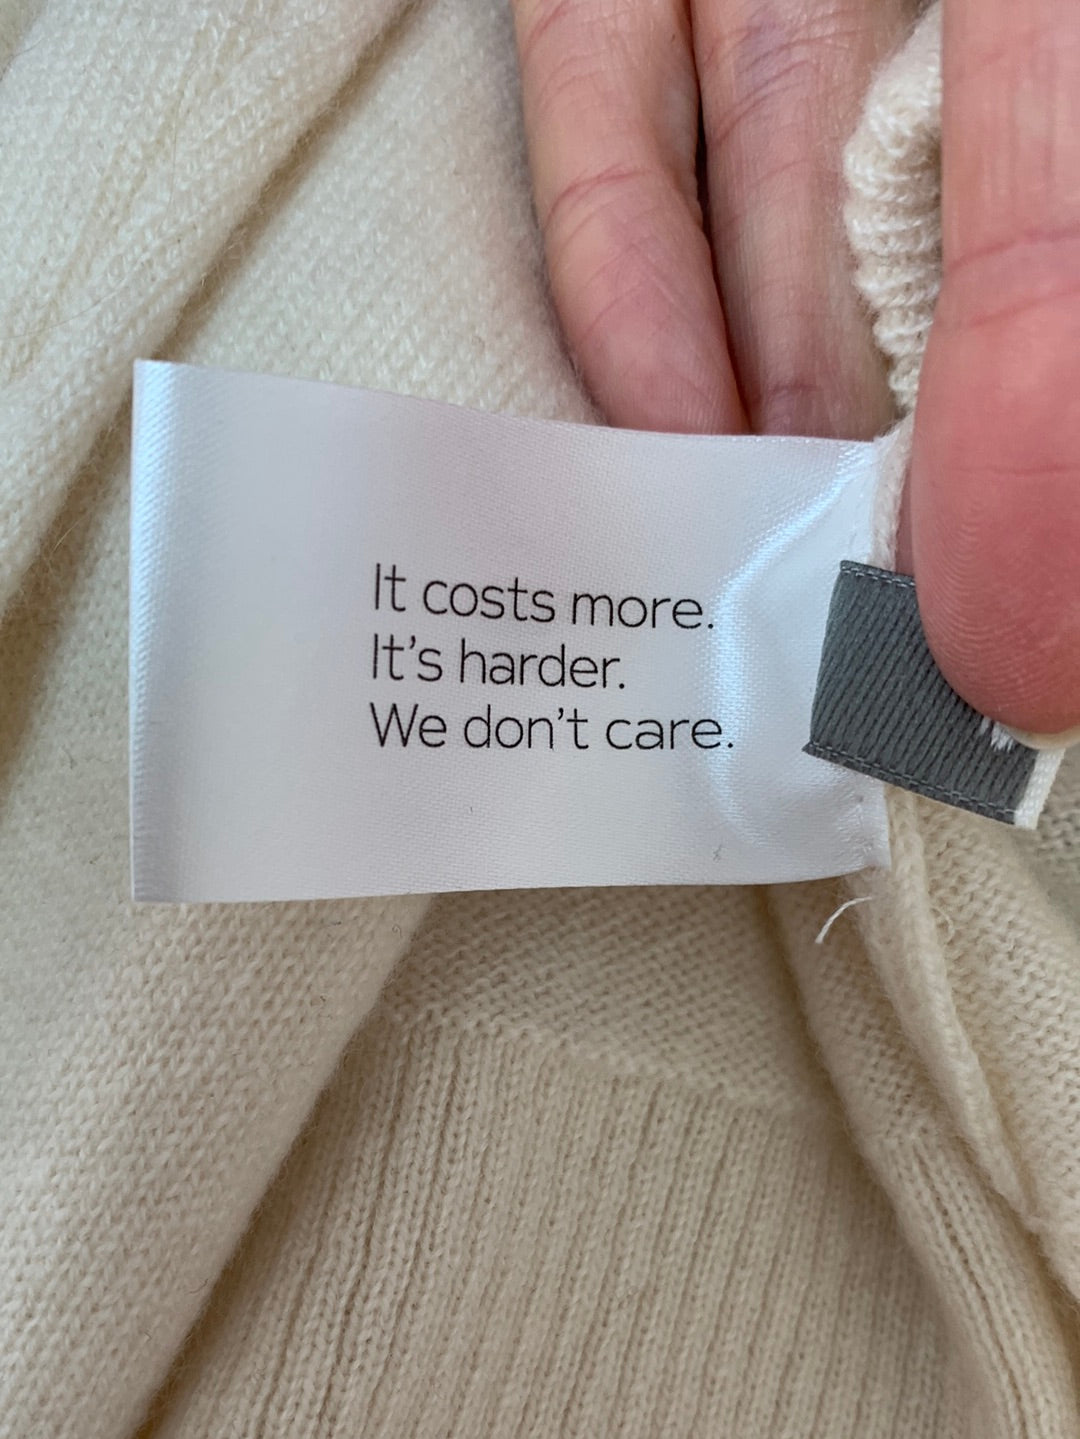 It costs more.
It’s harder.
We don’t care.